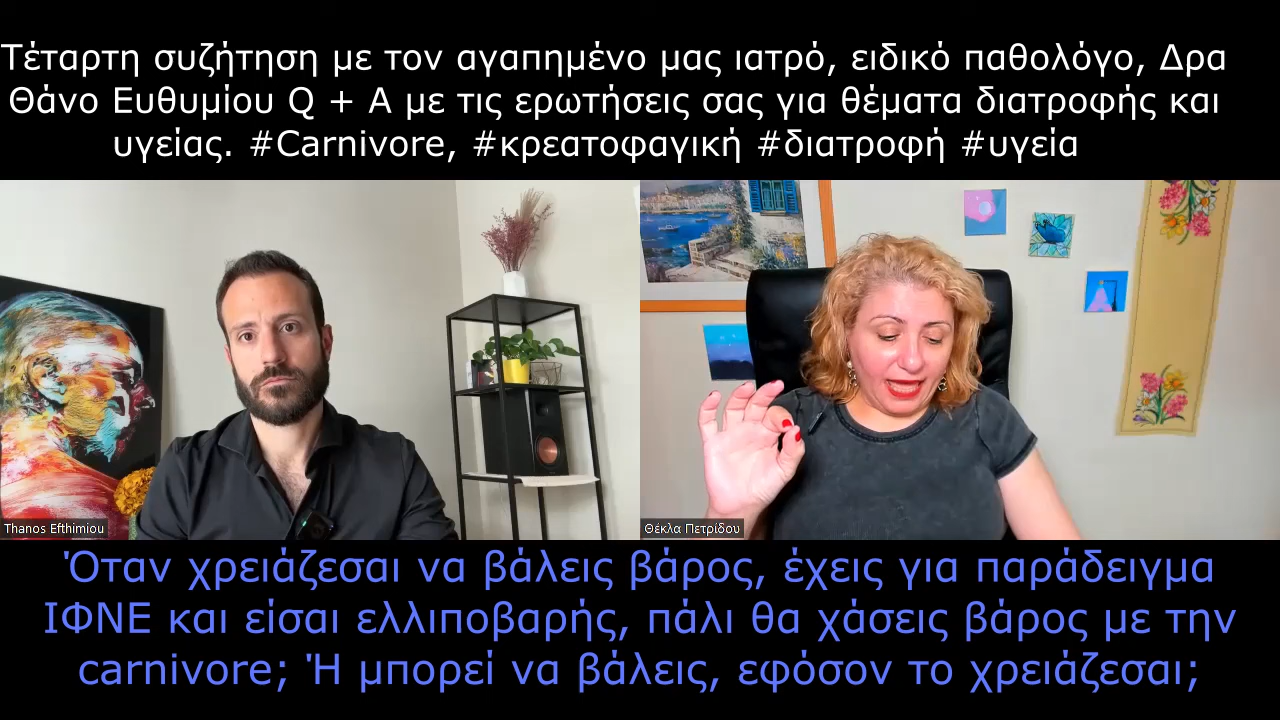 Τέταρτη συζήτηση με τον αγαπημένο μας ιατρό, ειδικό παθολόγο, Δρα
Θάνο Ευθυμίου Q + A με τις ερωτήσεις σας για θέματα διατροφής και
υγείας. #Carnivore, #κρεατοφαγική #διατροφή #υγεία
Thanos Efthimiou
Θέκλα Πετρίδου
Όταν χρειάζεσαι να βάλεις βάρος, έχεις για παράδειγμα
ΙΦΝΕ και είσαι ελλιποβαρής, πάλι θα χάσεις βάρος με την
carnivore; Ή μπορεί να βάλεις, εφόσον το χρειάζεσαι;